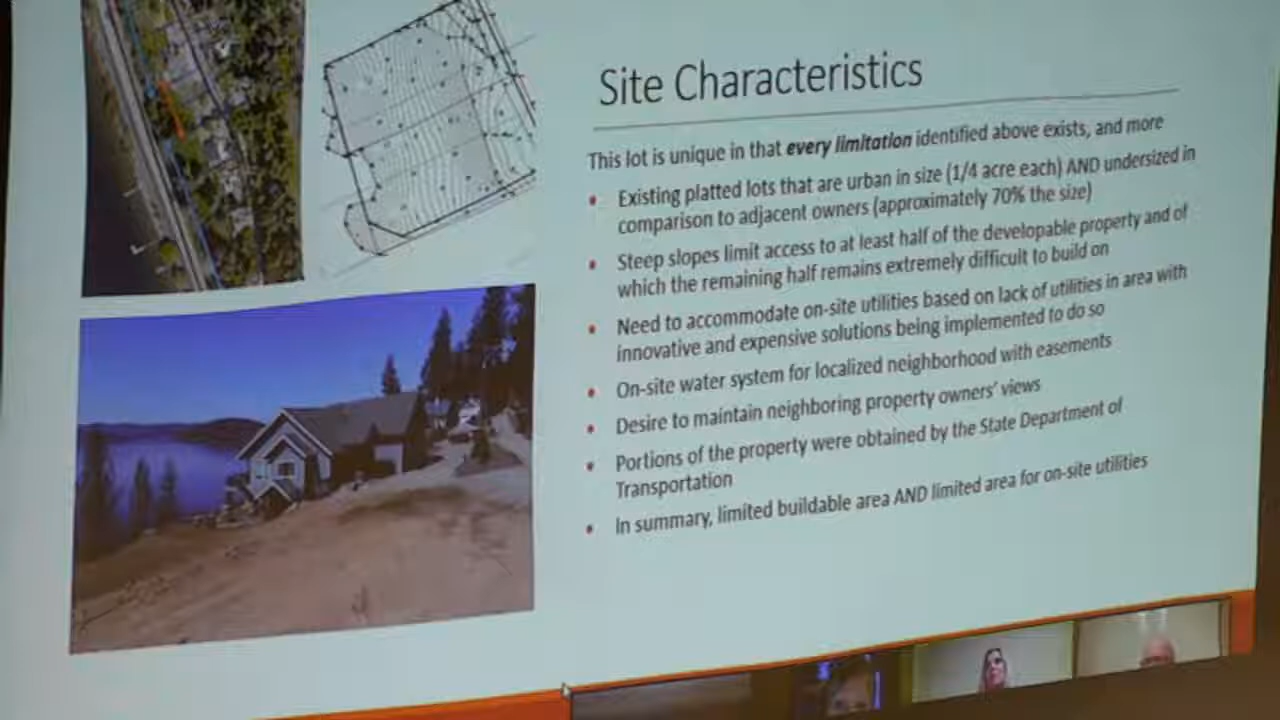 Site Characteristics
This lot is unique in that every limitation identified above exists, and more
• Existing platted lots that are urban in size (1/4 acre each) AND undersized in
comparison to adjacent owners (approximately 70% the size)
• Steep slopes limit access to at least half of the developable property and of
which the remaining half remains extremely difficult to build on
• Need to accommodate on-site utilities based on lack of utilities in area with
innovative and expensive solutions being implemented to do so
• On-site water system for localized neighborhood with easements
• Desire to maintain neighboring property owners' views
• Portions of the property were obtained by the State Department of
Transportation
• In summary, limited buildable area AND limited area for on-site utilities